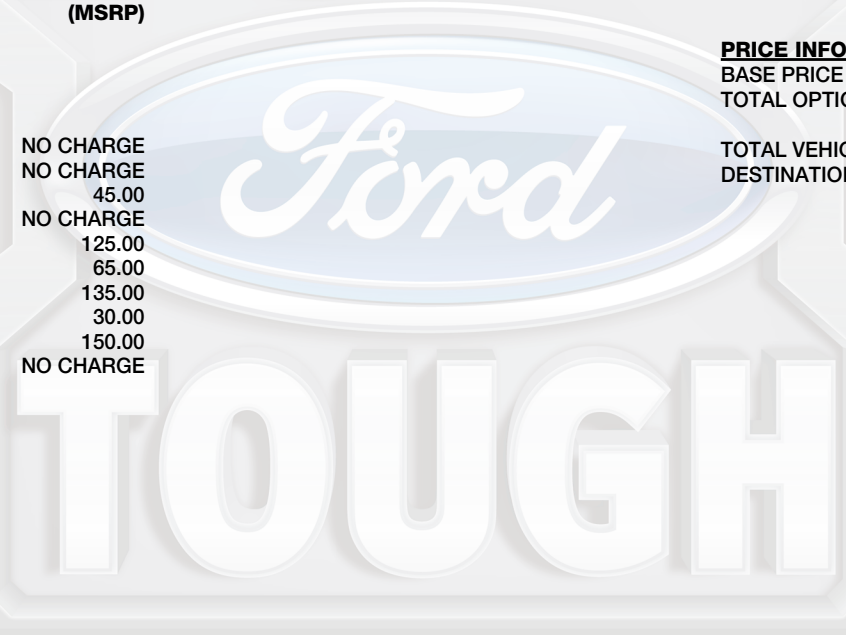 (MSRP)
NO CHARGE
NO CHARGE
45.00
NO CHARGE
125.00
65.00
135.00
30.00
150.00
NO CHARGE
PRICE INFO
BASE PRICE
TOTAL OPTIO
TOTAL VEHIC
DESTINATION
Ford
TOUGH